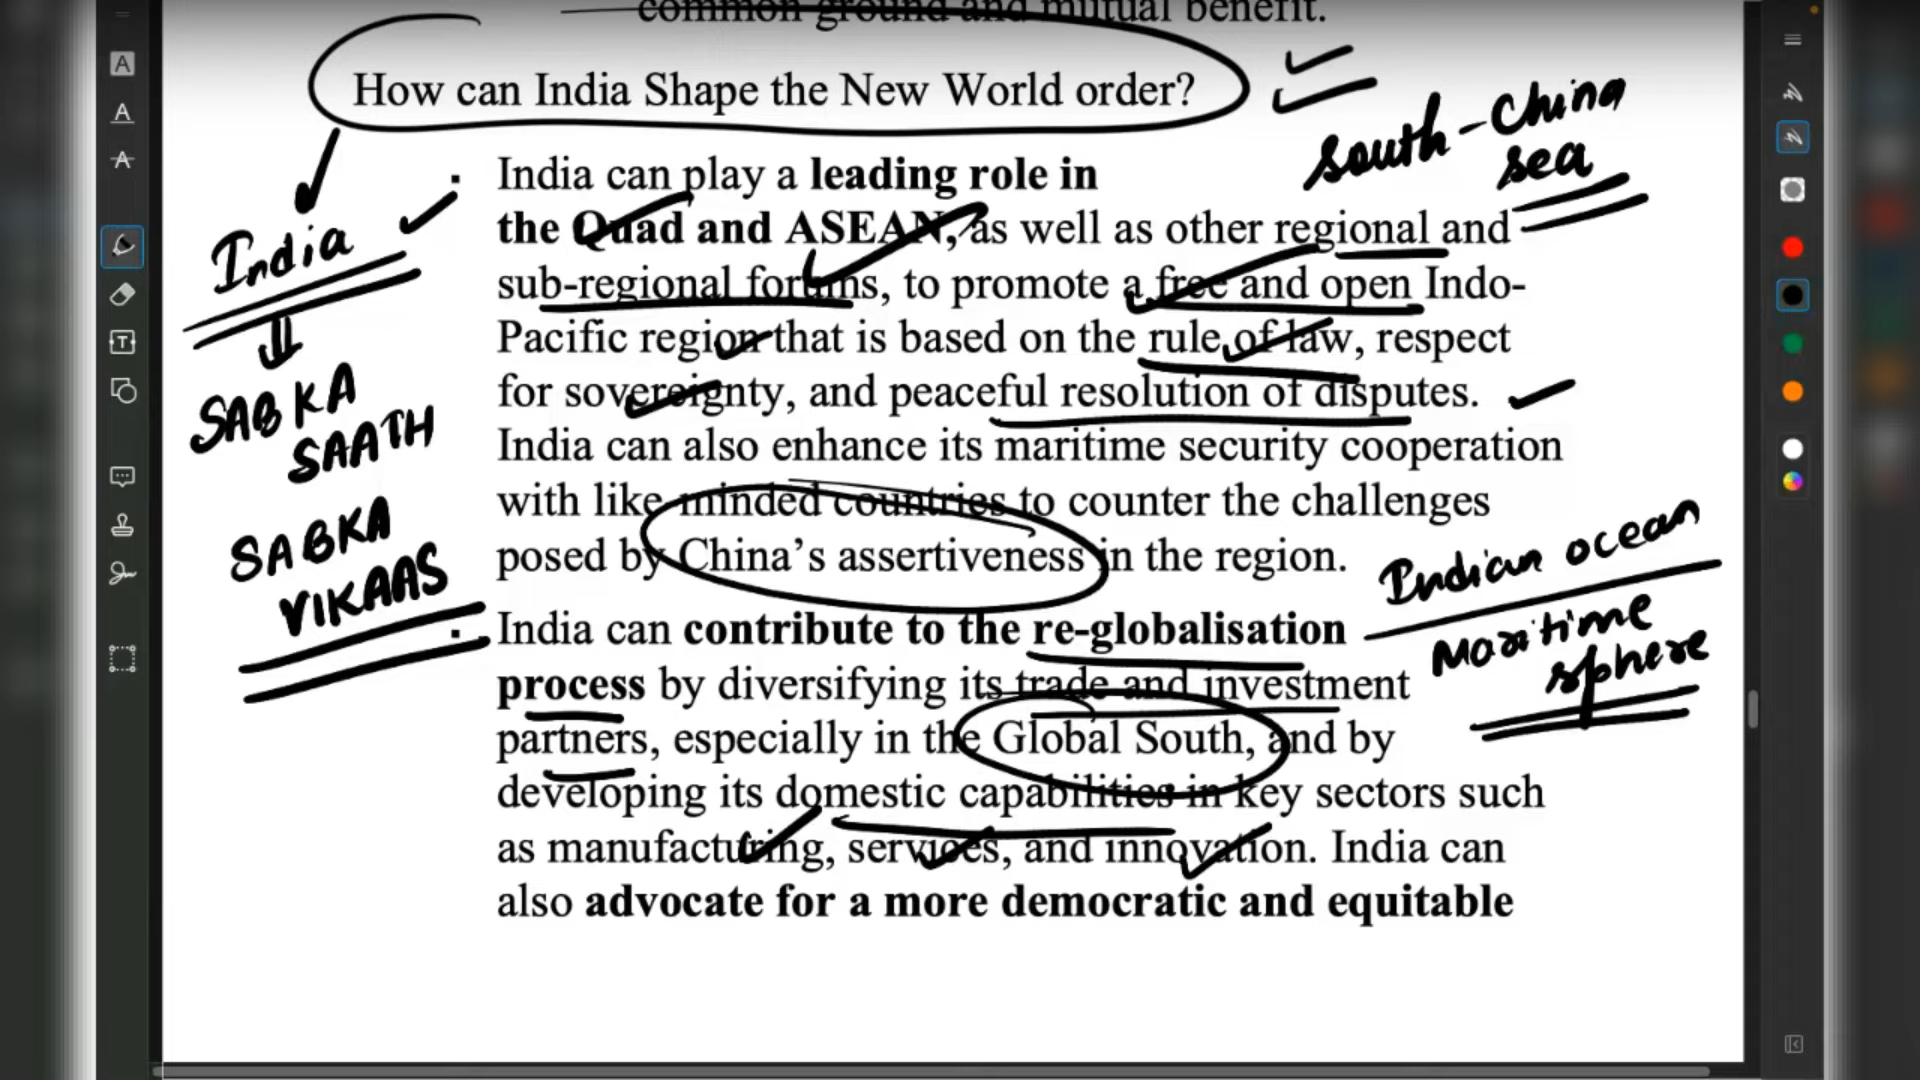 common ground and mutual benefit.
How can India Shape the New World order?
South-China
sea
India can play a leading role in
the Quad and ASEAN, as well as other regional and
sub-regional forums, to promote a free and open Indo-
Pacific region that is based on the rule of law, respect
for sovereignty, and peaceful resolution of disputes.
India can also enhance its maritime security cooperation
with like minded countries to counter the challenges
posed by China’s assertiveness in the region.
India
SABKA
SAATH
SABKA
VIKAAS
Indian ocean
Maritime
sphere
India can contribute to the re-globalisation
process by diversifying its trade and investment
partners, especially in the Global South, and by
developing its domestic capabilities in key sectors such
as manufacturing, services, and innovation. India can
also advocate for a more democratic and equitable